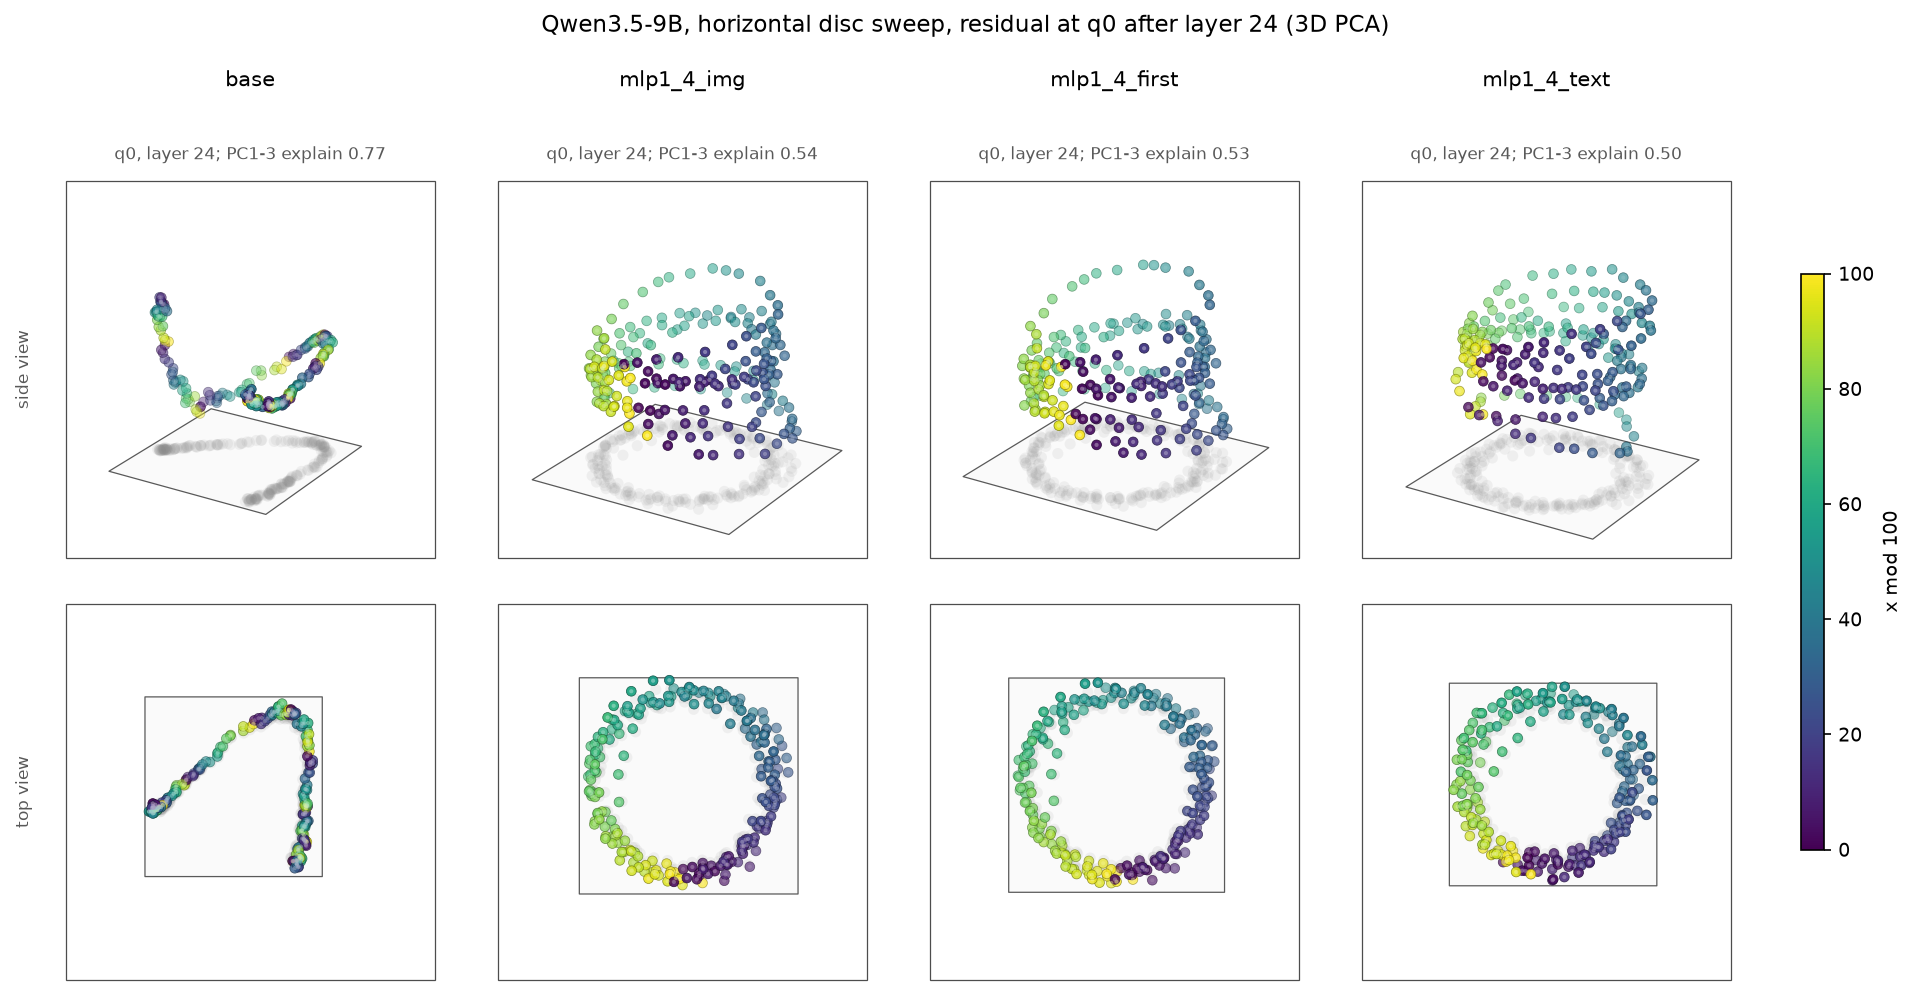 Qwen3.5-9B, horizontal disc sweep, residual at q0 after layer 24 (3D PCA)
base
mlp1_4_img
mlp1_4_first
mlp1_4_text
q0, layer 24; PC1-3 explain 0.77
q0, layer 24; PC1-3 explain 0.54
q0, layer 24; PC1-3 explain 0.53
q0, layer 24; PC1-3 explain 0.50
side view
top view
100
80
60
40
20
0
x mod 100